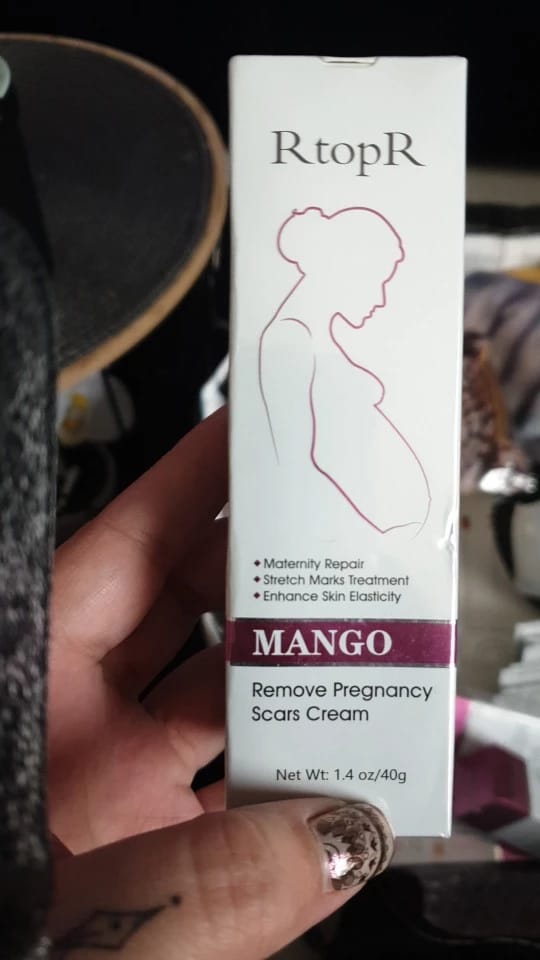 RtopR
◆ Maternity Repair
◆ Stretch Marks Treatment
◆ Enhance Skin Elasticity
MANGO
Remove Pregnancy
Scars Cream
Net Wt: 1.4 oz/40g